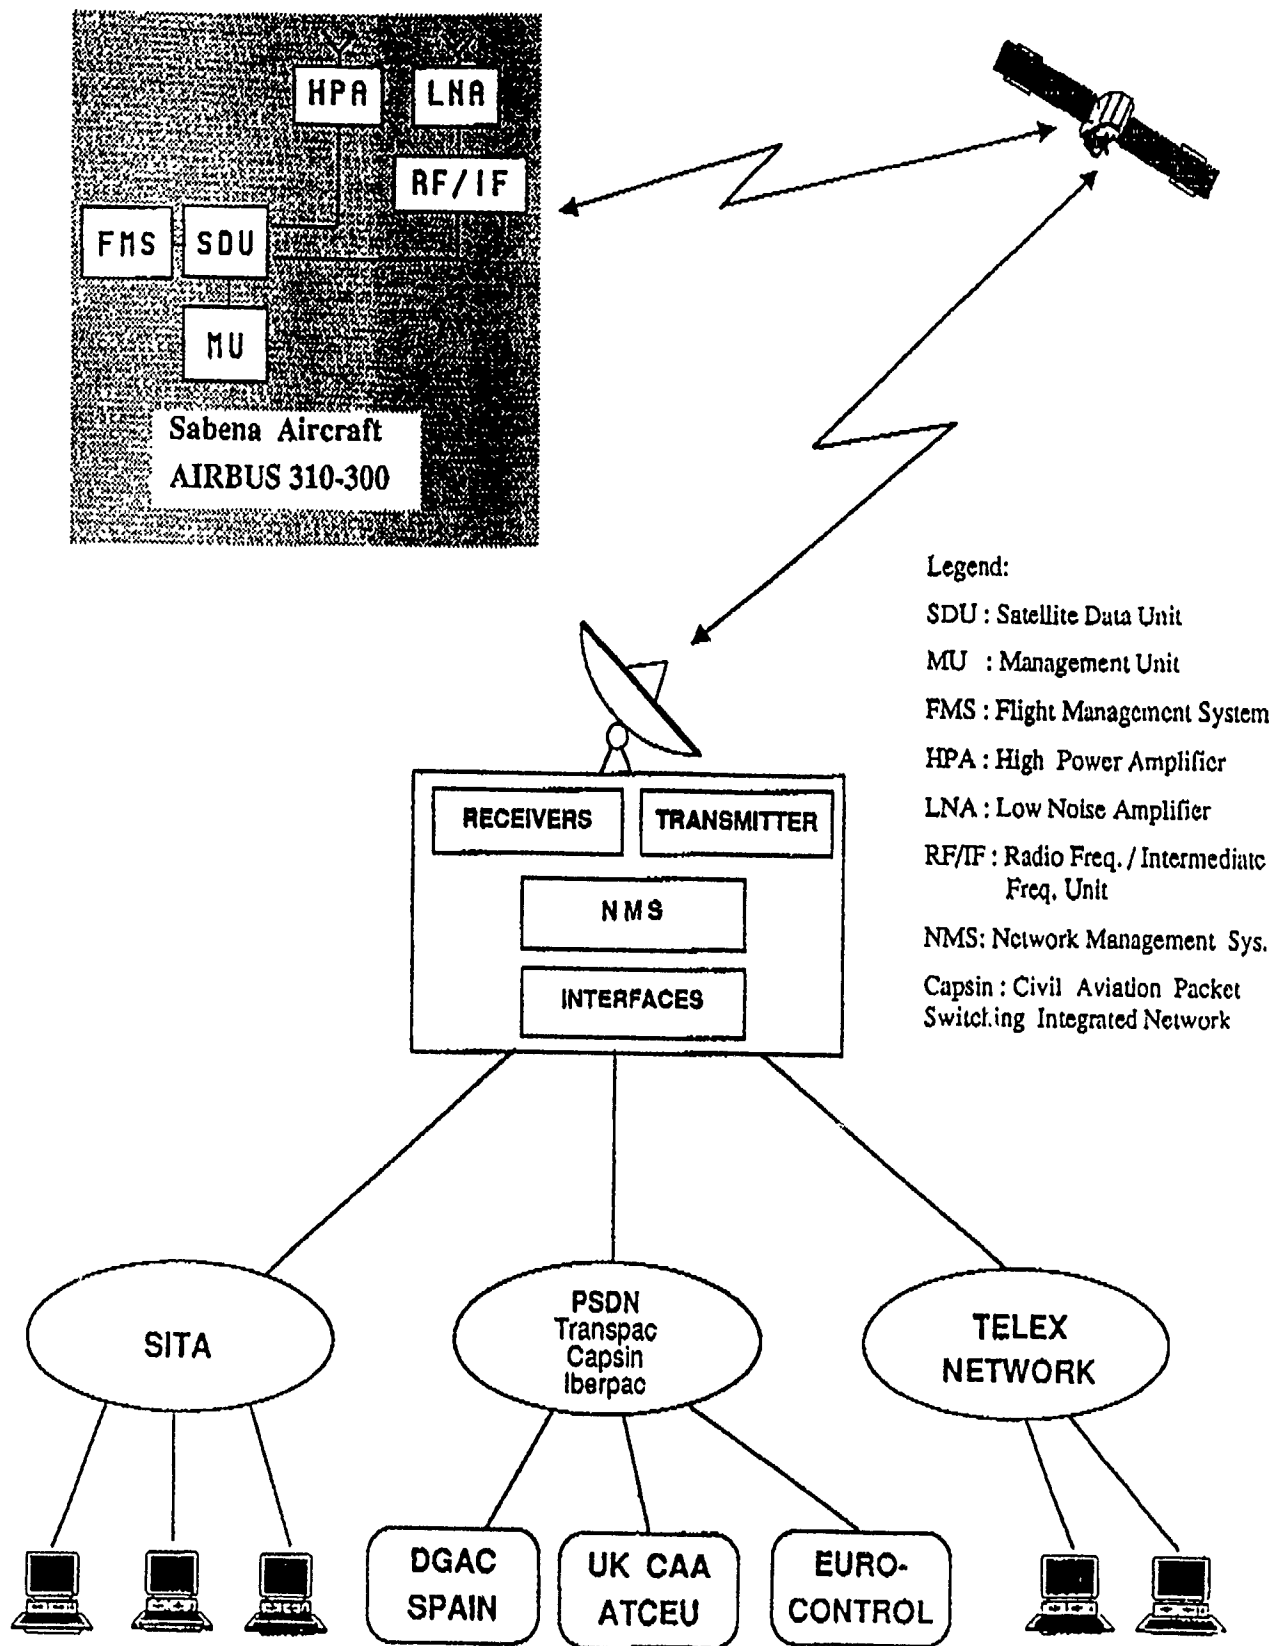 HPA
LNA
RF/IF
FMS
SDU
MU
Sabena Aircraft
AIRBUS 310-300
Legend:
SDU : Satellite Data Unit
MU : Management Unit
FMS : Flight Management System
HPA : High Power Amplifier
LNA : Low Noise Amplifier
RF/IF : Radio Freq. / Intermediate
Freq. Unit
NMS: Network Management Sys.
Capsin : Civil Aviation Packet
Switching Integrated Network
RECEIVERS
TRANSMITTER
NMS
INTERFACES
SITA
PSDN
Transpac
Capsin
Iberpac
TELEX
NETWORK
DGAC
SPAIN
UK CAA
ATCEU
EURO-
CONTROL